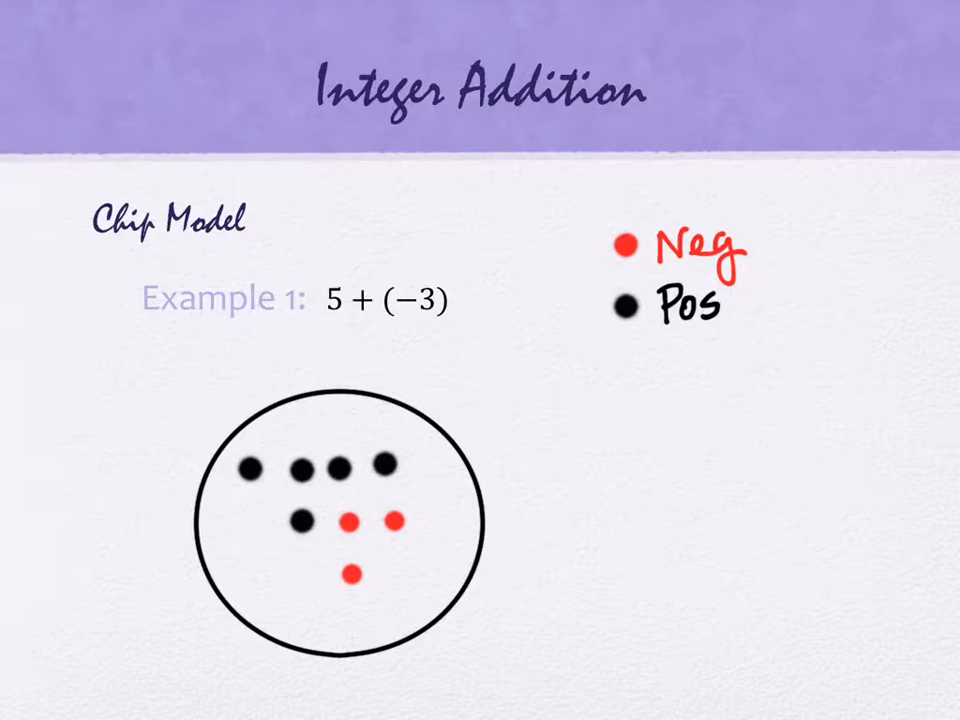 Integer Addition
Chip Model
Neg
Example 1: 5 + (−3)
Pos